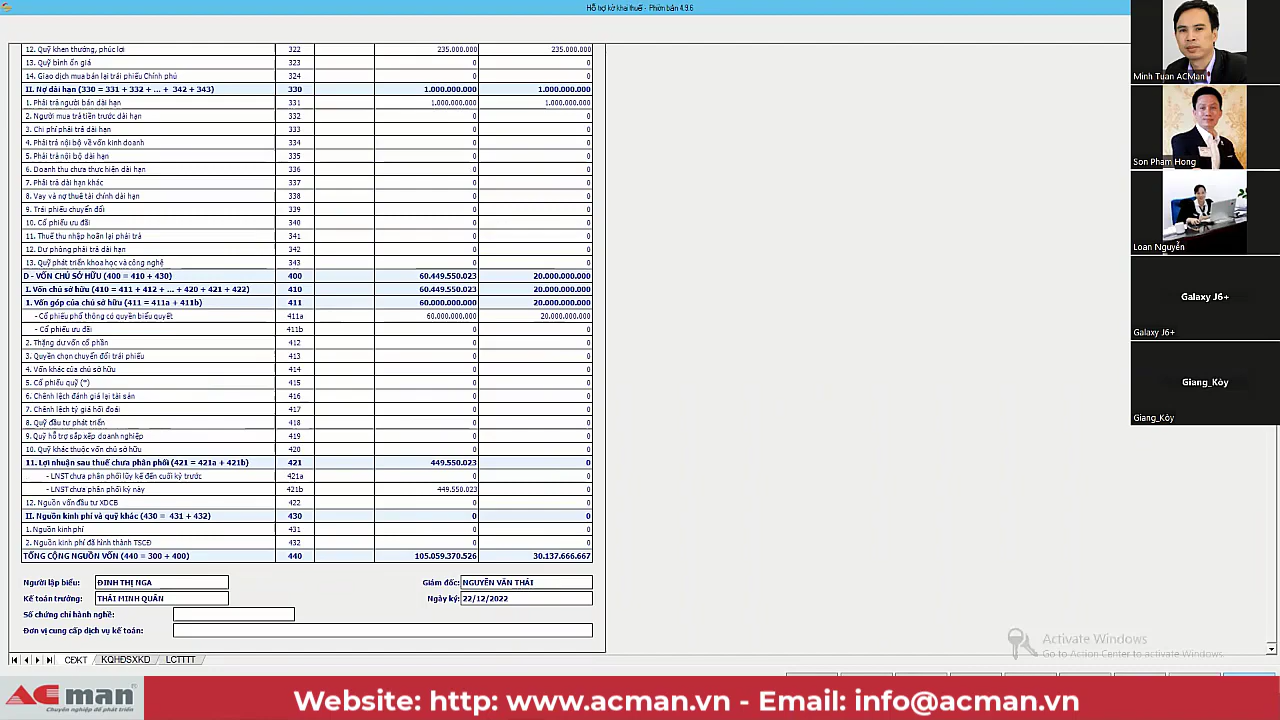 Hỗ trợ kê khai thuế - Phiên bản 4.9.6
12. Quỹ khen thưởng, phúc lợi 322 235.000.000 235.000.000
13. Quỹ bình ổn giá 323 0 0
14. Giao dịch mua bán lại trái phiếu Chính phủ 324 0 0
II. Nợ dài hạn (330 = 331 + 332 + ... + 342 + 343) 330 1.000.000.000 1.000.000.000
1. Phải trả người bán dài hạn 331 1.000.000.000 1.000.000.000
2. Người mua trả tiền trước dài hạn 332 0 0
3. Chi phí phải trả dài hạn 333 0 0
4. Phải trả nội bộ về vốn kinh doanh 334 0 0
5. Phải trả nội bộ dài hạn 335 0 0
6. Doanh thu chưa thực hiện dài hạn 336 0 0
7. Phải trả dài hạn khác 337 0 0
8. Vay và nợ thuê tài chính dài hạn 338 0 0
9. Trái phiếu chuyển đổi 339 0 0
10. Cổ phiếu ưu đãi 340 0 0
11. Thuế thu nhập hoãn lại phải trả 341 0 0
12. Dự phòng phải trả dài hạn 342 0 0
13. Quỹ phát triển khoa học và công nghệ 343 0 0
D - VỐN CHỦ SỞ HỮU (400 = 410 + 430) 400 60.449.550.023 20.000.000.000
I. Vốn chủ sở hữu (410 = 411 + 412 + ... + 420 + 421 + 422) 410 60.449.550.023 20.000.000.000
1. Vốn góp của chủ sở hữu (411 = 411a + 411b) 411 60.000.000.000 20.000.000.000
- Cổ phiếu phổ thông có quyền biểu quyết 411a 60.000.000.000 20.000.000.000
- Cổ phiếu ưu đãi 411b 0 0
2. Thặng dư vốn cổ phần 412 0 0
3. Quyền chọn chuyển đổi trái phiếu 413 0 0
4. Vốn khác của chủ sở hữu 414 0 0
5. Cổ phiếu quỹ (*) 415 0 0
6. Chênh lệch đánh giá lại tài sản 416 0 0
7. Chênh lệch tỷ giá hối đoái 417 0 0
8. Quỹ đầu tư phát triển 418 0 0
9. Quỹ hỗ trợ sắp xếp doanh nghiệp 419 0 0
10. Quỹ khác thuộc vốn chủ sở hữu 420 0 0
11. Lợi nhuận sau thuế chưa phân phối (421 = 421a + 421b) 421 449.550.023 0
- LNST chưa phân phối lũy kế đến cuối kỳ trước 421a 0 0
- LNST chưa phân phối kỳ này 421b 449.550.023 0
12. Nguồn vốn đầu tư XDCB 422 0 0
II. Nguồn kinh phí và quỹ khác (430 = 431 + 432) 430 0 0
1. Nguồn kinh phí 431 0 0
2. Nguồn kinh phí đã hình thành TSCĐ 432 0 0
TỔNG CỘNG NGUỒN VỐN (440 = 300 + 400) 440 105.059.370.526 30.137.666.667
Người lập biểu: ĐINH THỊ NGA Giám đốc: NGUYỄN VĂN THÁI
Kế toán trưởng: THÁI MINH QUÂN Ngày ký: 22/12/2022
Số chứng chỉ hành nghề:
Đơn vị cung cấp dịch vụ kế toán:
CĐKT KQHĐSXKD LCTTTT
Minh Tuan ACMan
Son Pham Hong
Loan Nguyễn
Galaxy J6+
Galaxy J6+
Giang_Kòy
Giang_Kòy
Activate Windows
Go to Action Center to activate Windows.
ACman
Chuyên nghiệp để phát triển
Website: http: www.acman.vn - Email: info@acman.vn